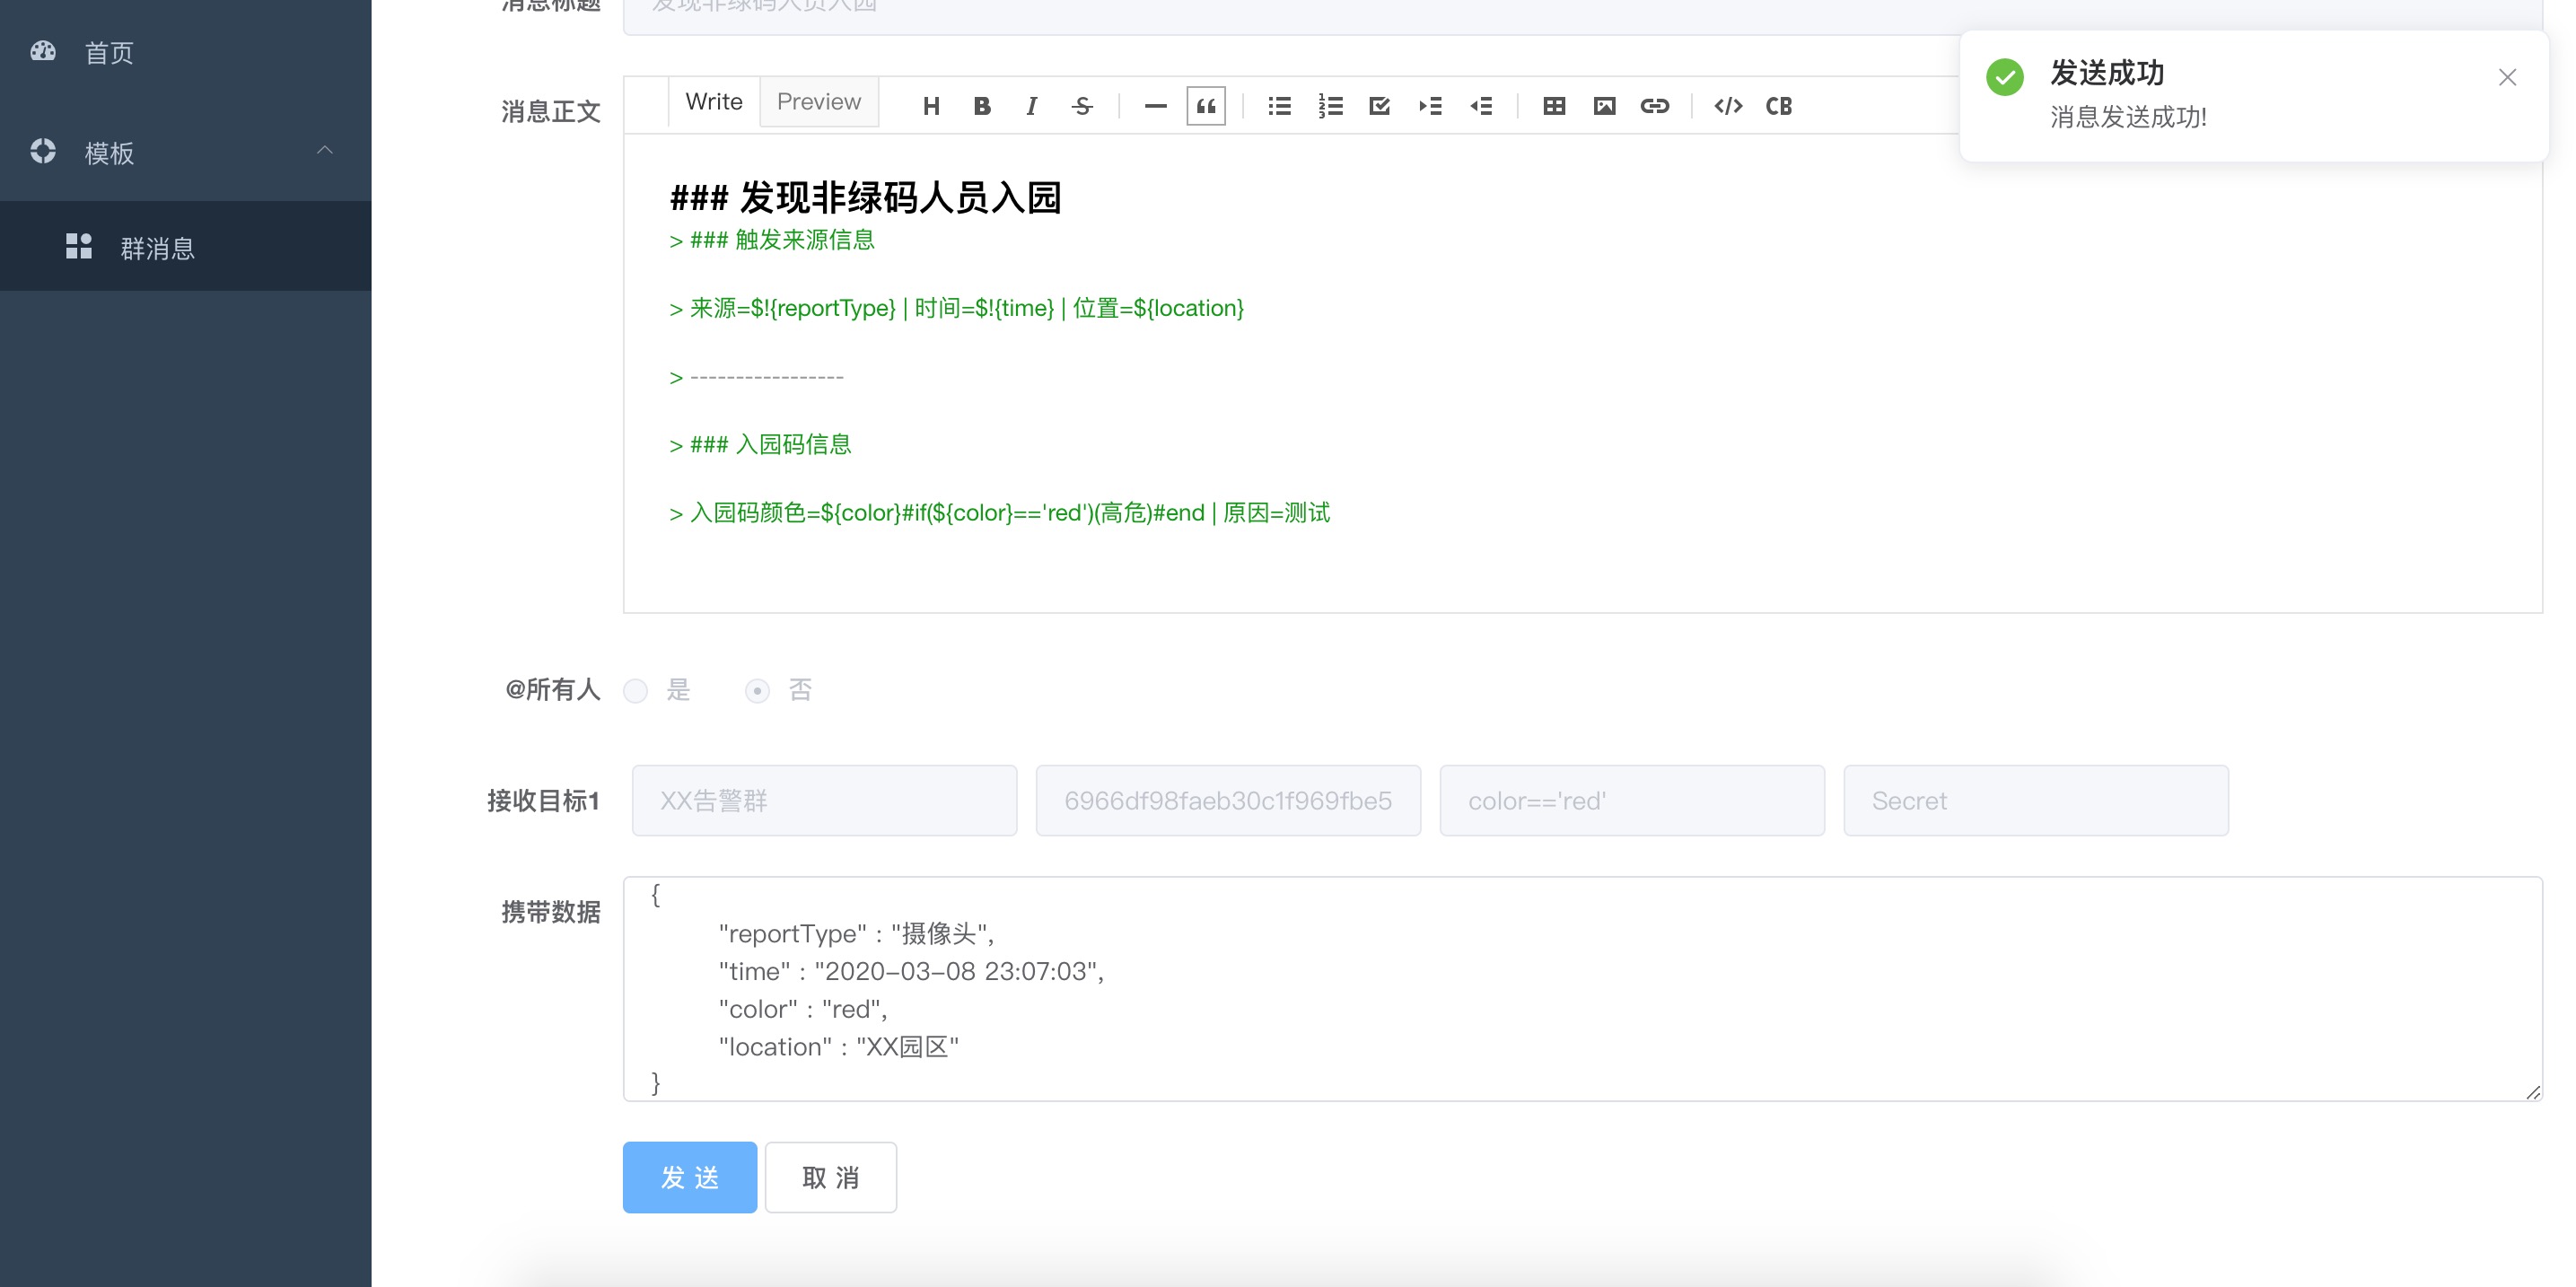 首页
模板
群消息
消息标题
发现非绿码人员入园
发送成功
消息发送成功!
消息正文
Write
Preview
CB
### 发现非绿码人员入园
> ### 触发来源信息
> 来源=$!{reportType} | 时间=$!{time} | 位置=${location}
> -----------------
> ### 入园码信息
> 入园码颜色=${color}#if(${color}=='red')(高危)#end | 原因=测试
@所有人
是
否
接收目标1
XX告警群
6966df98faeb30c1f969fbe5
color=='red'
Secret
携带数据
{
"reportType" : "摄像头",
"time" : "2020-03-08 23:07:03",
"color" : "red",
"location" : "XX园区"
}
发 送
取 消